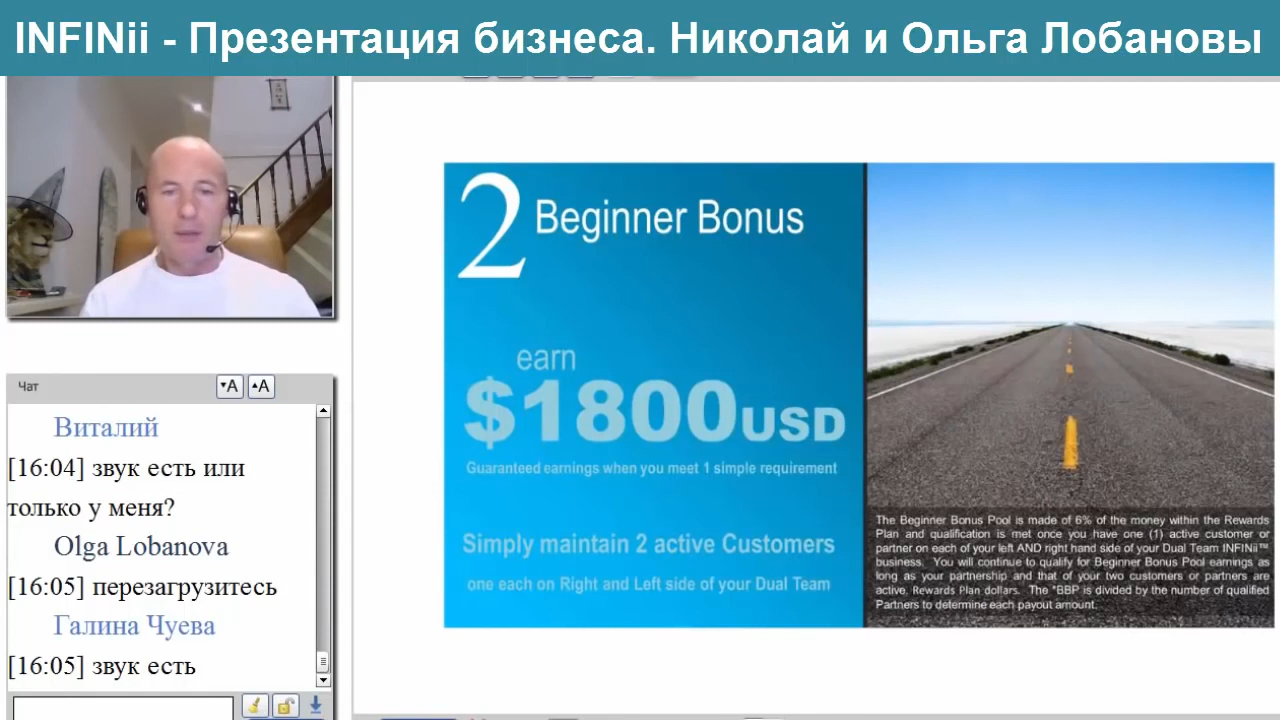 INFINii - Презентация бизнеса. Николай и Ольга Лобановы
Чат
▾A ▴A
Виталий
[16:04] звук есть или
только у меня?
Olga Lobanova
[16:05] перезагрузитесь
Галина Чуева
[16:05] звук есть
2 Beginner Bonus
earn
$1800USD
Guaranteed earnings when you meet 1 simple requirement
Simply maintain 2 active Customers
one each on Right and Left side of your Dual Team
The Beginner Bonus Pool is made of 6% of the money within the Rewards
Plan and qualification is met once you have one (1) active customer or
partner on each of your left AND right hand side of your Dual Team INFINii™
business. You will continue to qualify for Beginner Bonus Pool earnings as
long as your partnership and that of your two customers or partners are
active, Rewards Plan dollars. The *BBP is divided by the number of qualified
Partners to determine each payout amount.